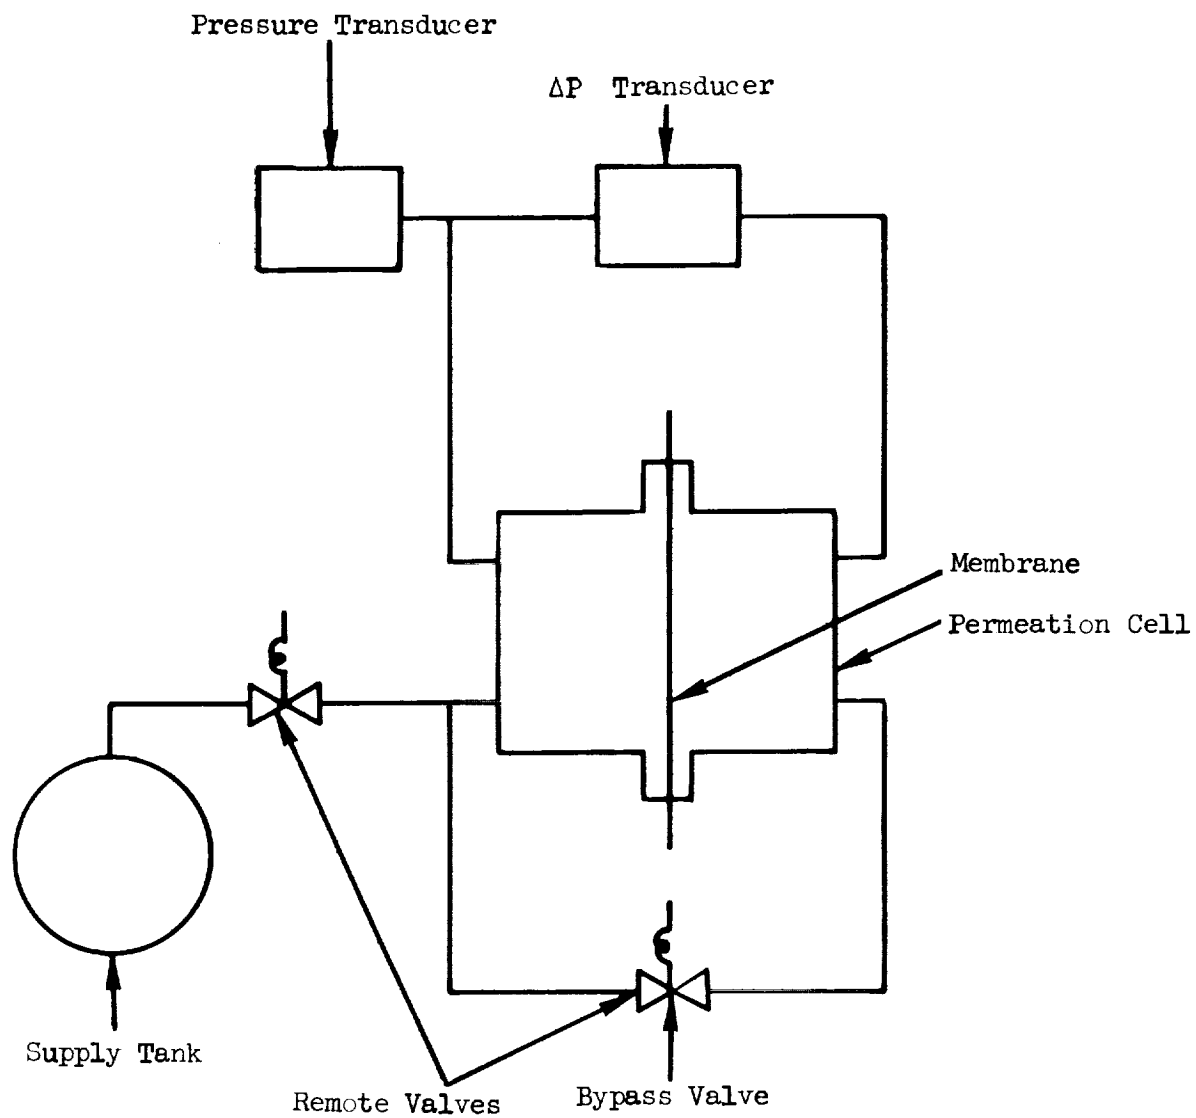 Pressure Transducer
ΔP Transducer
Membrane
Permeation Cell
Supply Tank
Remote Valves
Bypass Valve